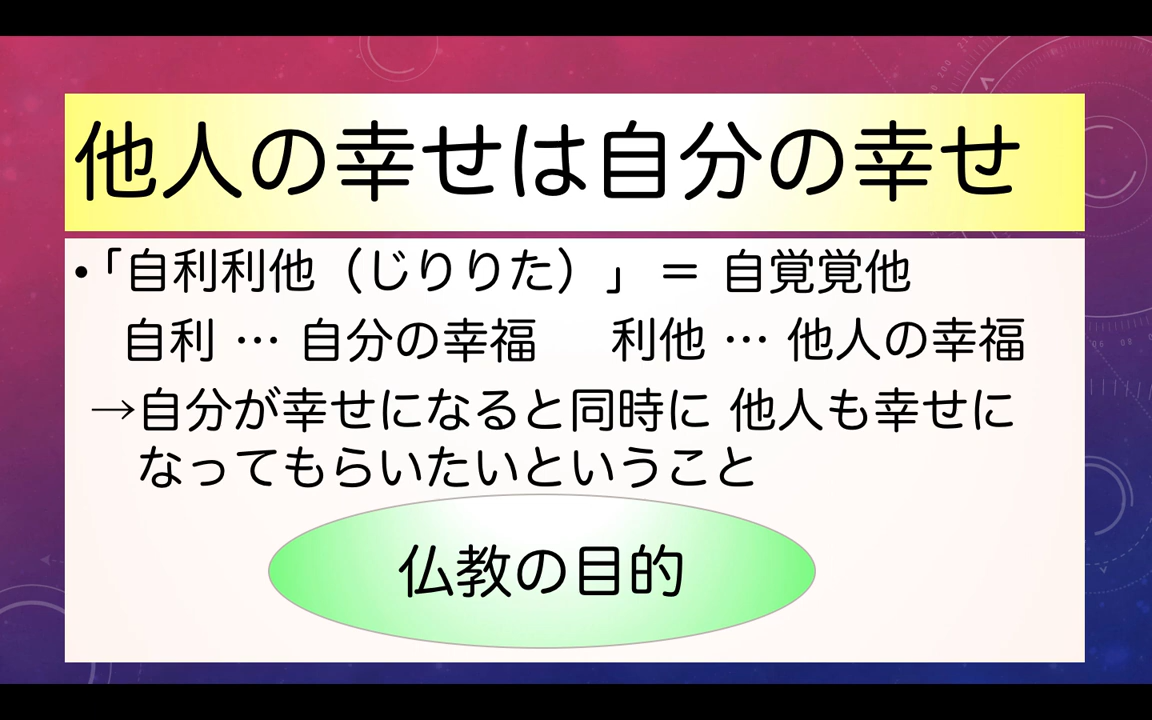 他人の幸せは自分の幸せ
•「自利利他（じりりた）」＝ 自覚覚他
自利 … 自分の幸福　利他 … 他人の幸福
→自分が幸せになると同時に 他人も幸せに
なってもらいたいということ
仏教の目的